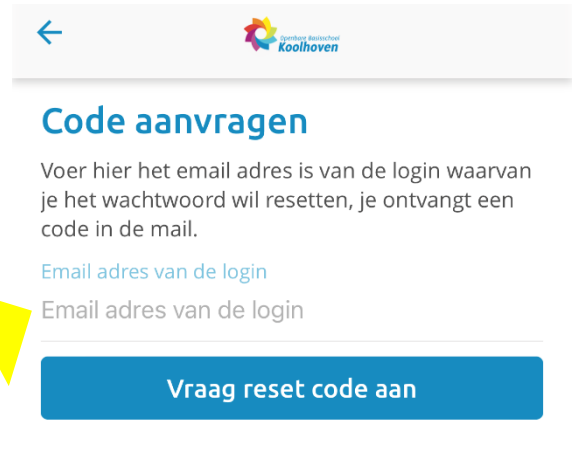 Openbare Basisschool
Koolhoven
Code aanvragen
Voer hier het email adres is van de login waarvan
je het wachtwoord wil resetten, je ontvangt een
code in de mail.
Email adres van de login
Email adres van de login
Vraag reset code aan